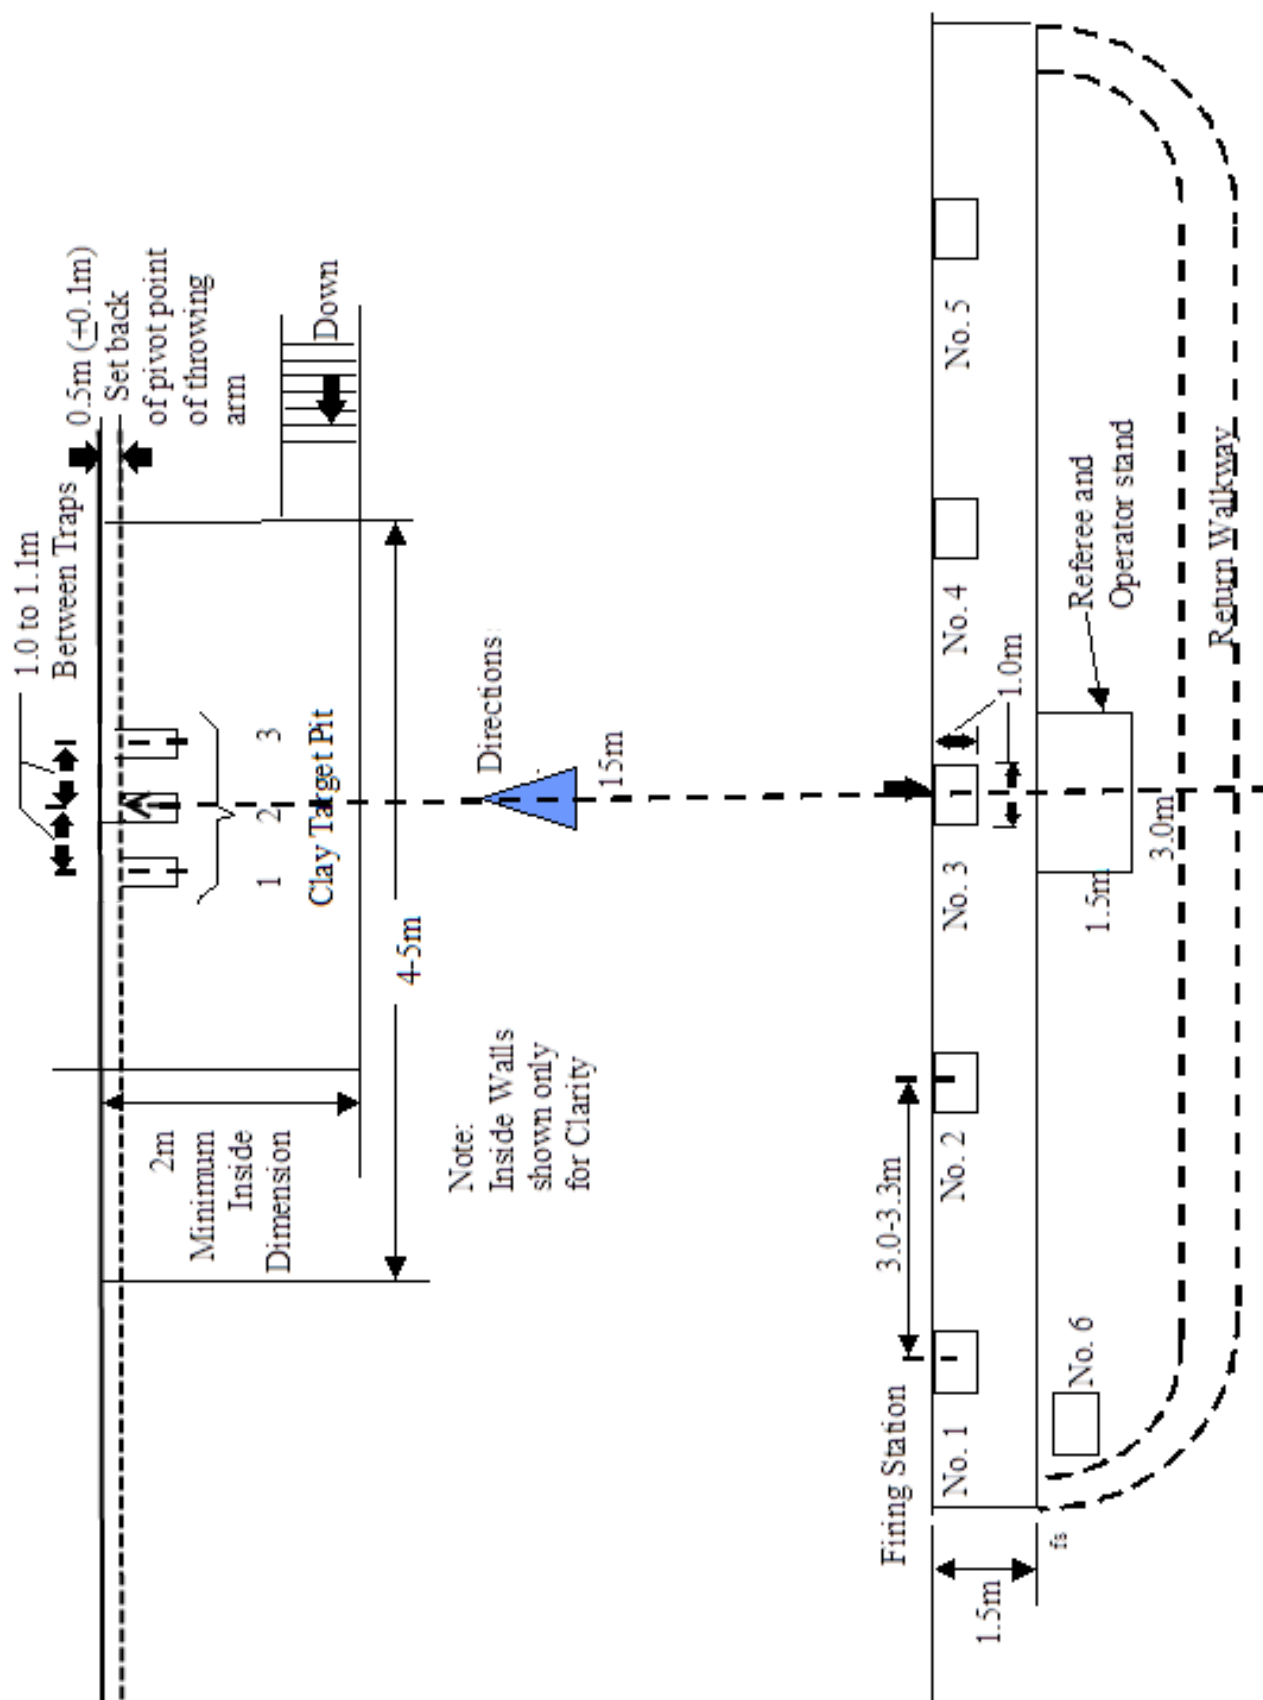 1.0 to 1.1m
Between Traps
0.5m (±0.1m)
Set back
of pivot point
of throwing
arm
1 2 3
Down
Clay Target Pit
2m
Minimum
Inside
Dimension
4-5m
Note:
Inside Walls
shown only
for Clarity
Directions:
15m
Firing Station
3.0-3.3m
No. 1
No. 2
No. 3
No. 4
No. 5
1.0m
1.5m
fs
No. 6
1.5m
3.0m
Referee and
Operator stand
Return Walkway